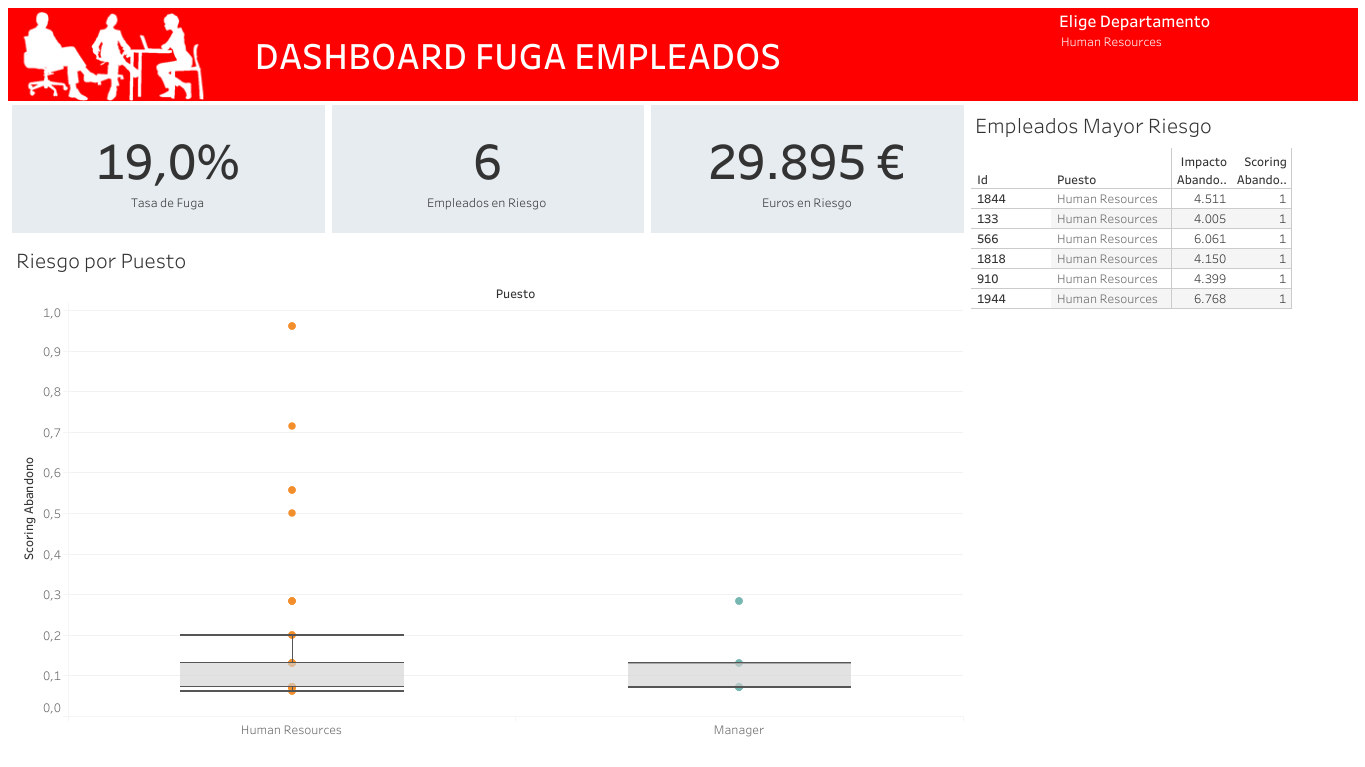 DASHBOARD FUGA EMPLEADOS
Elige Departamento
Human Resources
19,0%
Tasa de Fuga
6
Empleados en Riesgo
29.895 €
Euros en Riesgo
Empleados Mayor Riesgo
Impacto Scoring
Id Puesto Abando.. Abando..
1844 Human Resources 4.511 1
133 Human Resources 4.005 1
566 Human Resources 6.061 1
1818 Human Resources 4.150 1
910 Human Resources 4.399 1
1944 Human Resources 6.768 1
Riesgo por Puesto
Puesto
1,0
0,9
0,8
0,7
0,6
0,5
0,4
0,3
0,2
0,1
0,0
Scoring Abandono
Human Resources Manager